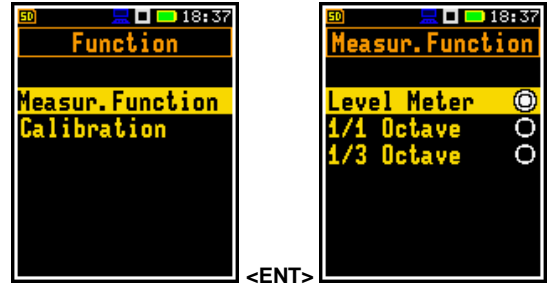 SD 18:37
Function
Measur.Function
Calibration
<ENT>
SD 18:37
Measur.Function
Level Meter
1/1 Octave
1/3 Octave